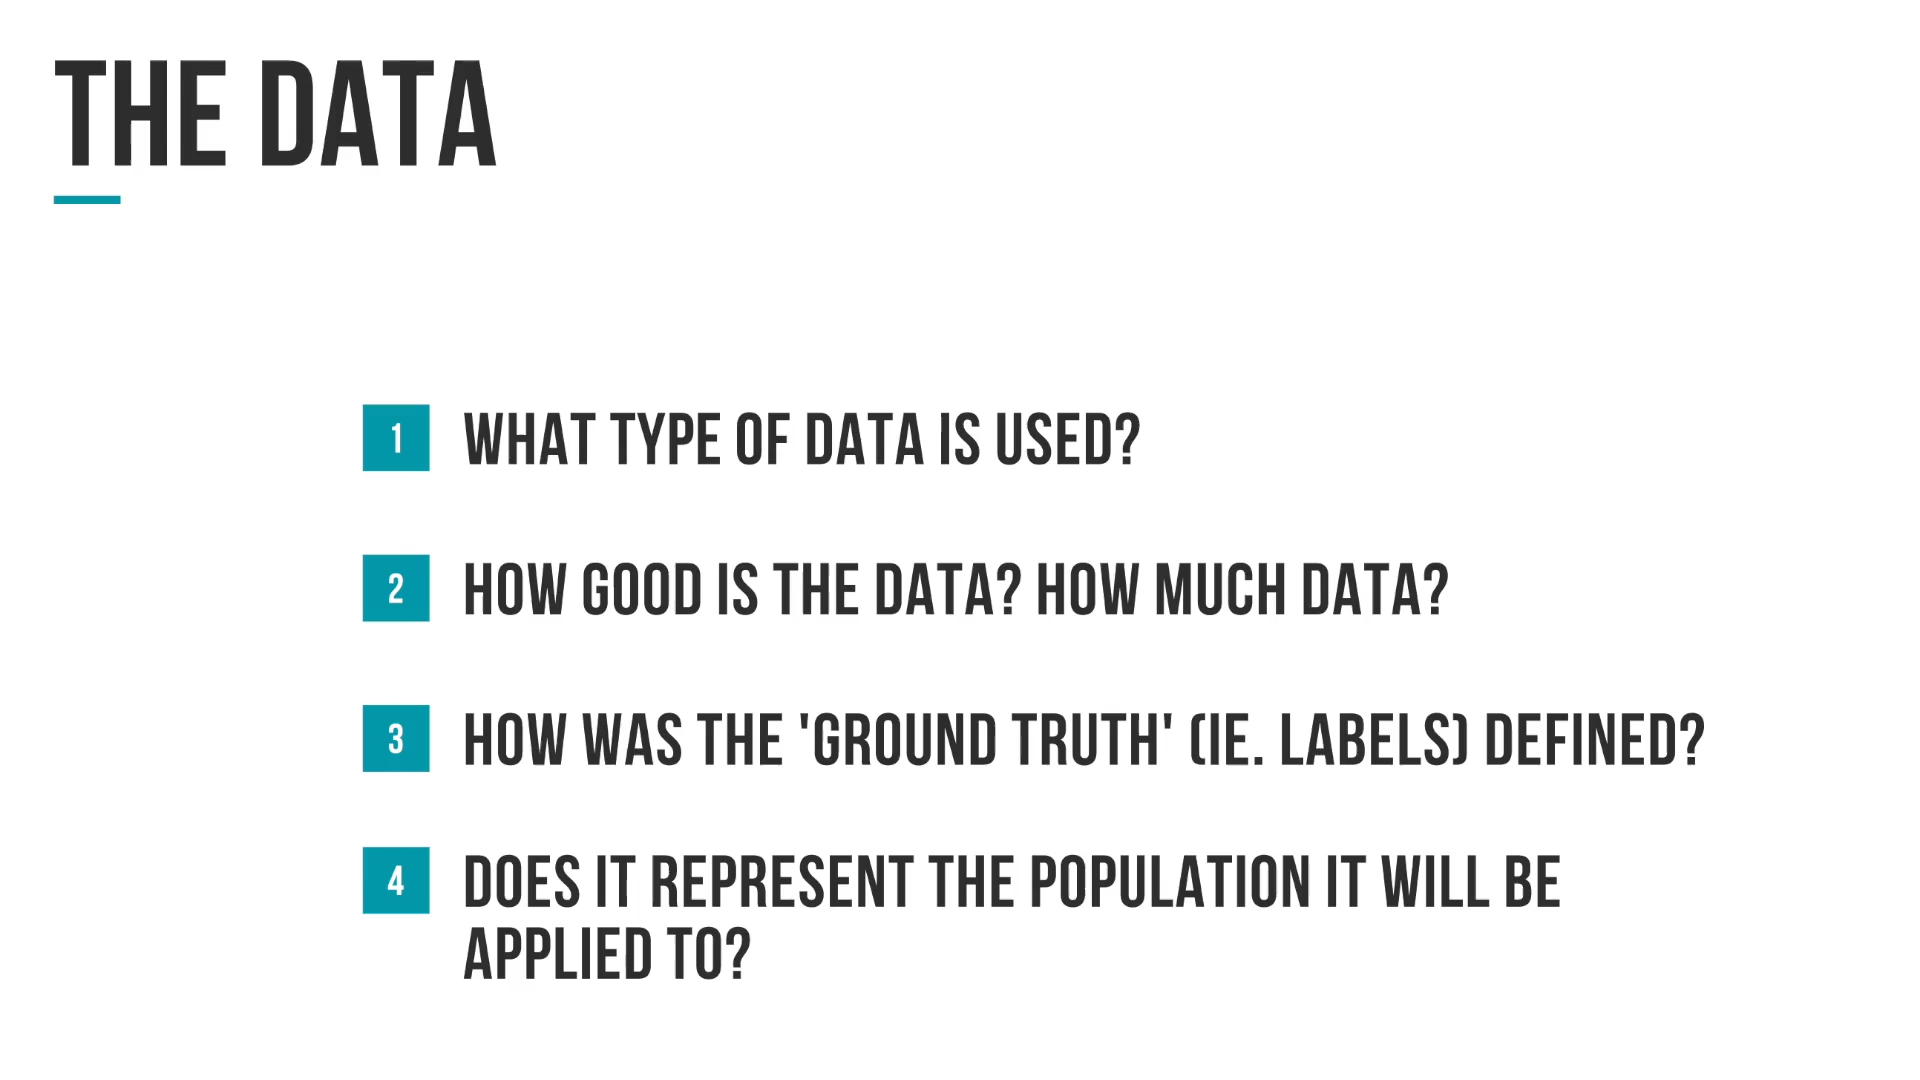 THE DATA
1 WHAT TYPE OF DATA IS USED?
2 HOW GOOD IS THE DATA? HOW MUCH DATA?
3 HOW WAS THE 'GROUND TRUTH' (IE. LABELS) DEFINED?
4 DOES IT REPRESENT THE POPULATION IT WILL BE
APPLIED TO?